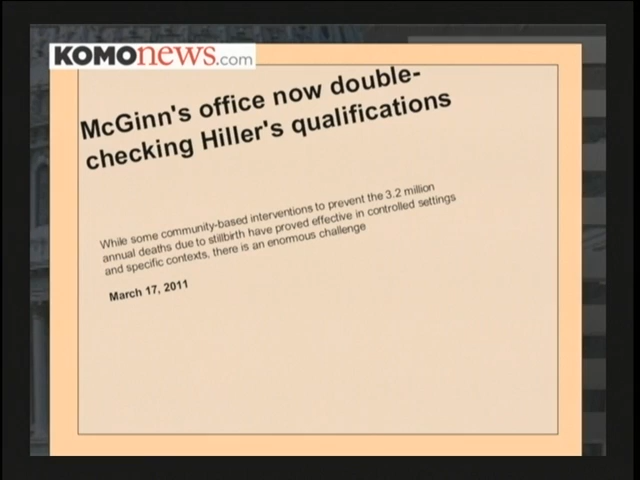 KOMOnews.com
McGinn's office now double-
checking Hiller's qualifications
While some community-based interventions to prevent the 3.2 million
annual deaths due to stillbirth have proved effective in controlled settings
and specific contexts, there is an enormous challenge
March 17, 2011